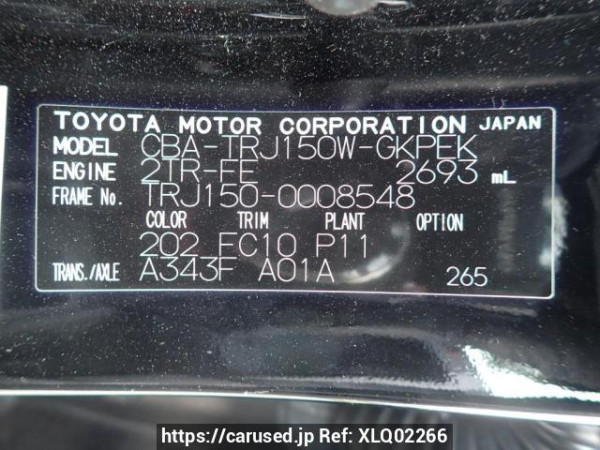 TOYOTA MOTOR CORPORATION JAPAN
MODEL CBA-TRJ150W-GKPEK
ENGINE 2TR-FE 2693 mL
FRAME No. TRJ150-0008548
COLOR TRIM PLANT OPTION
202 FC10 P11
TRANS./AXLE A343F A01A 265
https://carused.jp Ref: XLQ02266